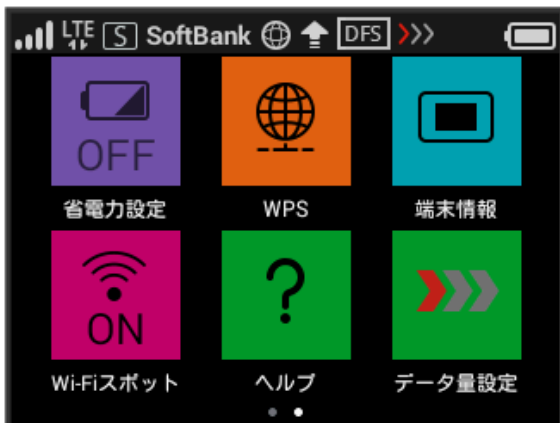 LTE S SoftBank DFS
OFF
省電力設定 WPS 端末情報
ON ?
Wi-Fiスポット ヘルプ データ量設定